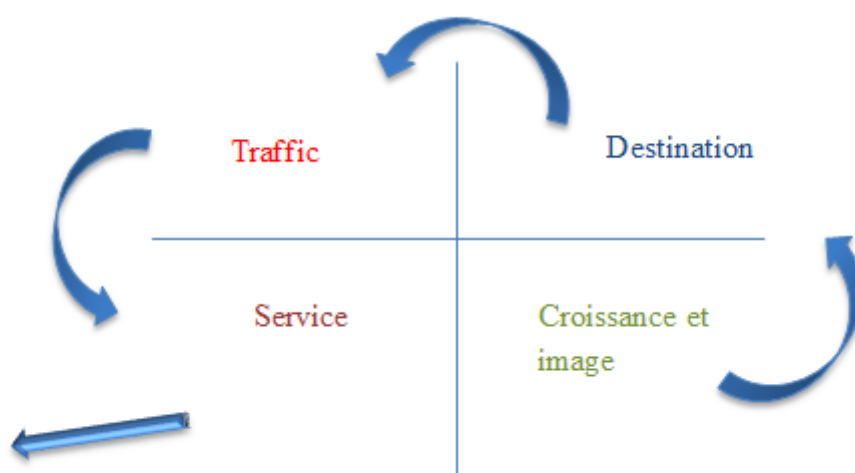 Traffic
Destination
Service
Croissance et
image